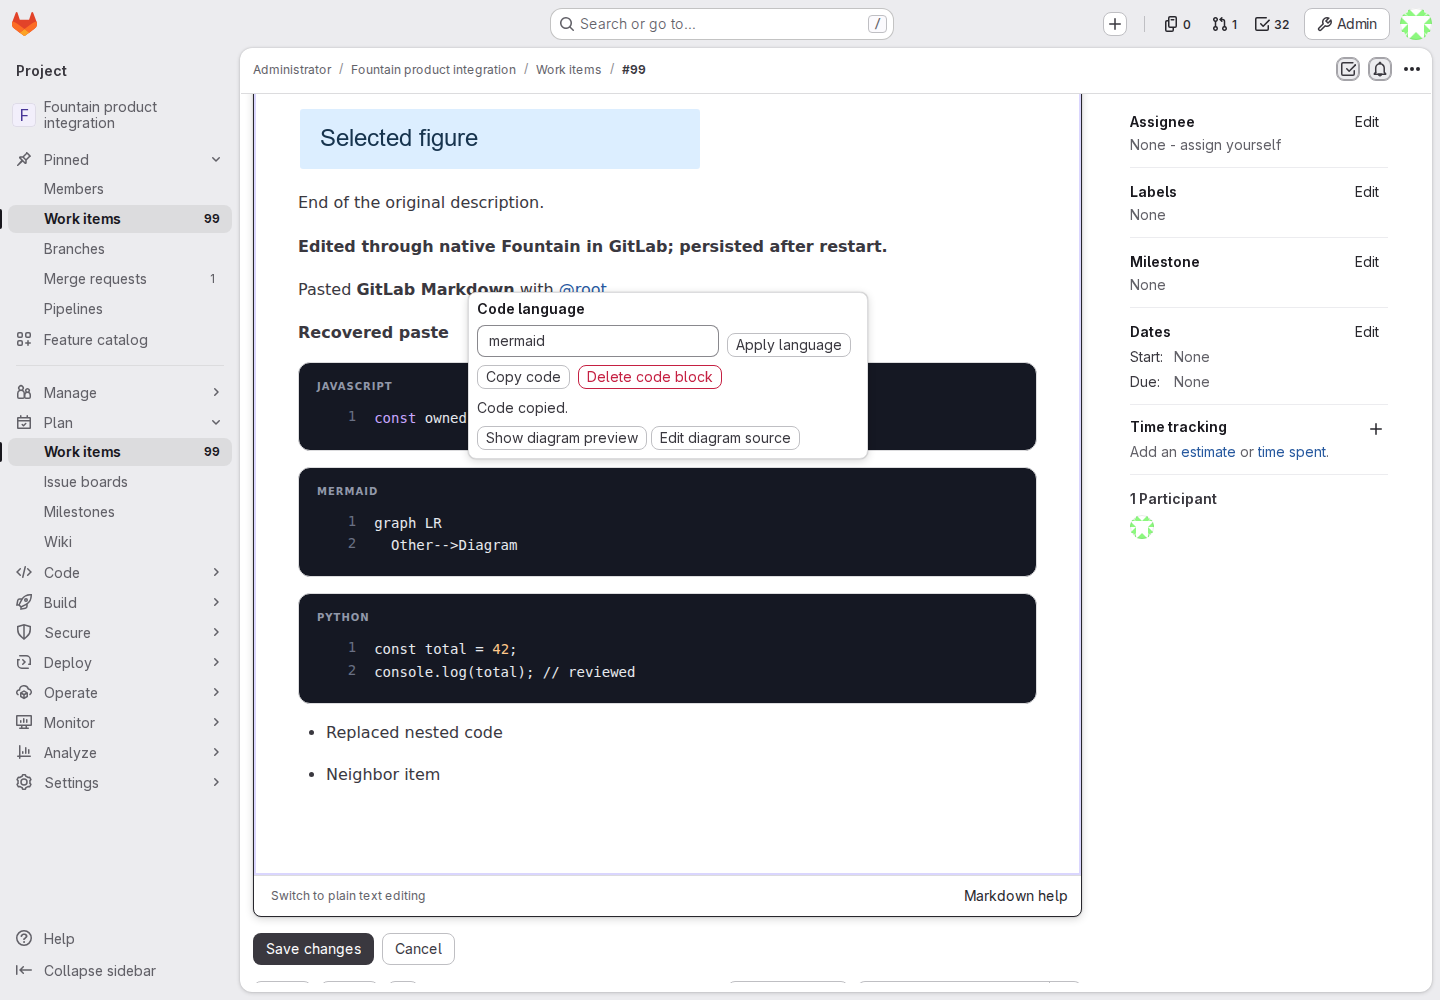 Search or go to...
/
0
1
32
Admin
Project
F
Fountain product integration
Pinned
Members
Work items 99
Branches
Merge requests 1
Pipelines
Feature catalog
Manage
Plan
Work items 99
Issue boards
Milestones
Wiki
Code
Build
Secure
Deploy
Operate
Monitor
Analyze
Settings
Help
Collapse sidebar
Administrator / Fountain product integration / Work items / #99
Selected figure
End of the original description.
Edited through native Fountain in GitLab; persisted after restart.
Pasted GitLab Markdown with @root
Recovered paste
JAVASCRIPT
1 const owned
Code language
mermaid
Apply language
Copy code
Delete code block
Code copied.
Show diagram preview
Edit diagram source
MERMAID
1 graph LR
2 Other-->Diagram
PYTHON
1 const total = 42;
2 console.log(total); // reviewed
• Replaced nested code
• Neighbor item
Switch to plain text editing
Markdown help
Save changes
Cancel
Assignee Edit
None - assign yourself
Labels Edit
None
Milestone Edit
None
Dates Edit
Start: None
Due: None
Time tracking
Add an estimate or time spent.
1 Participant